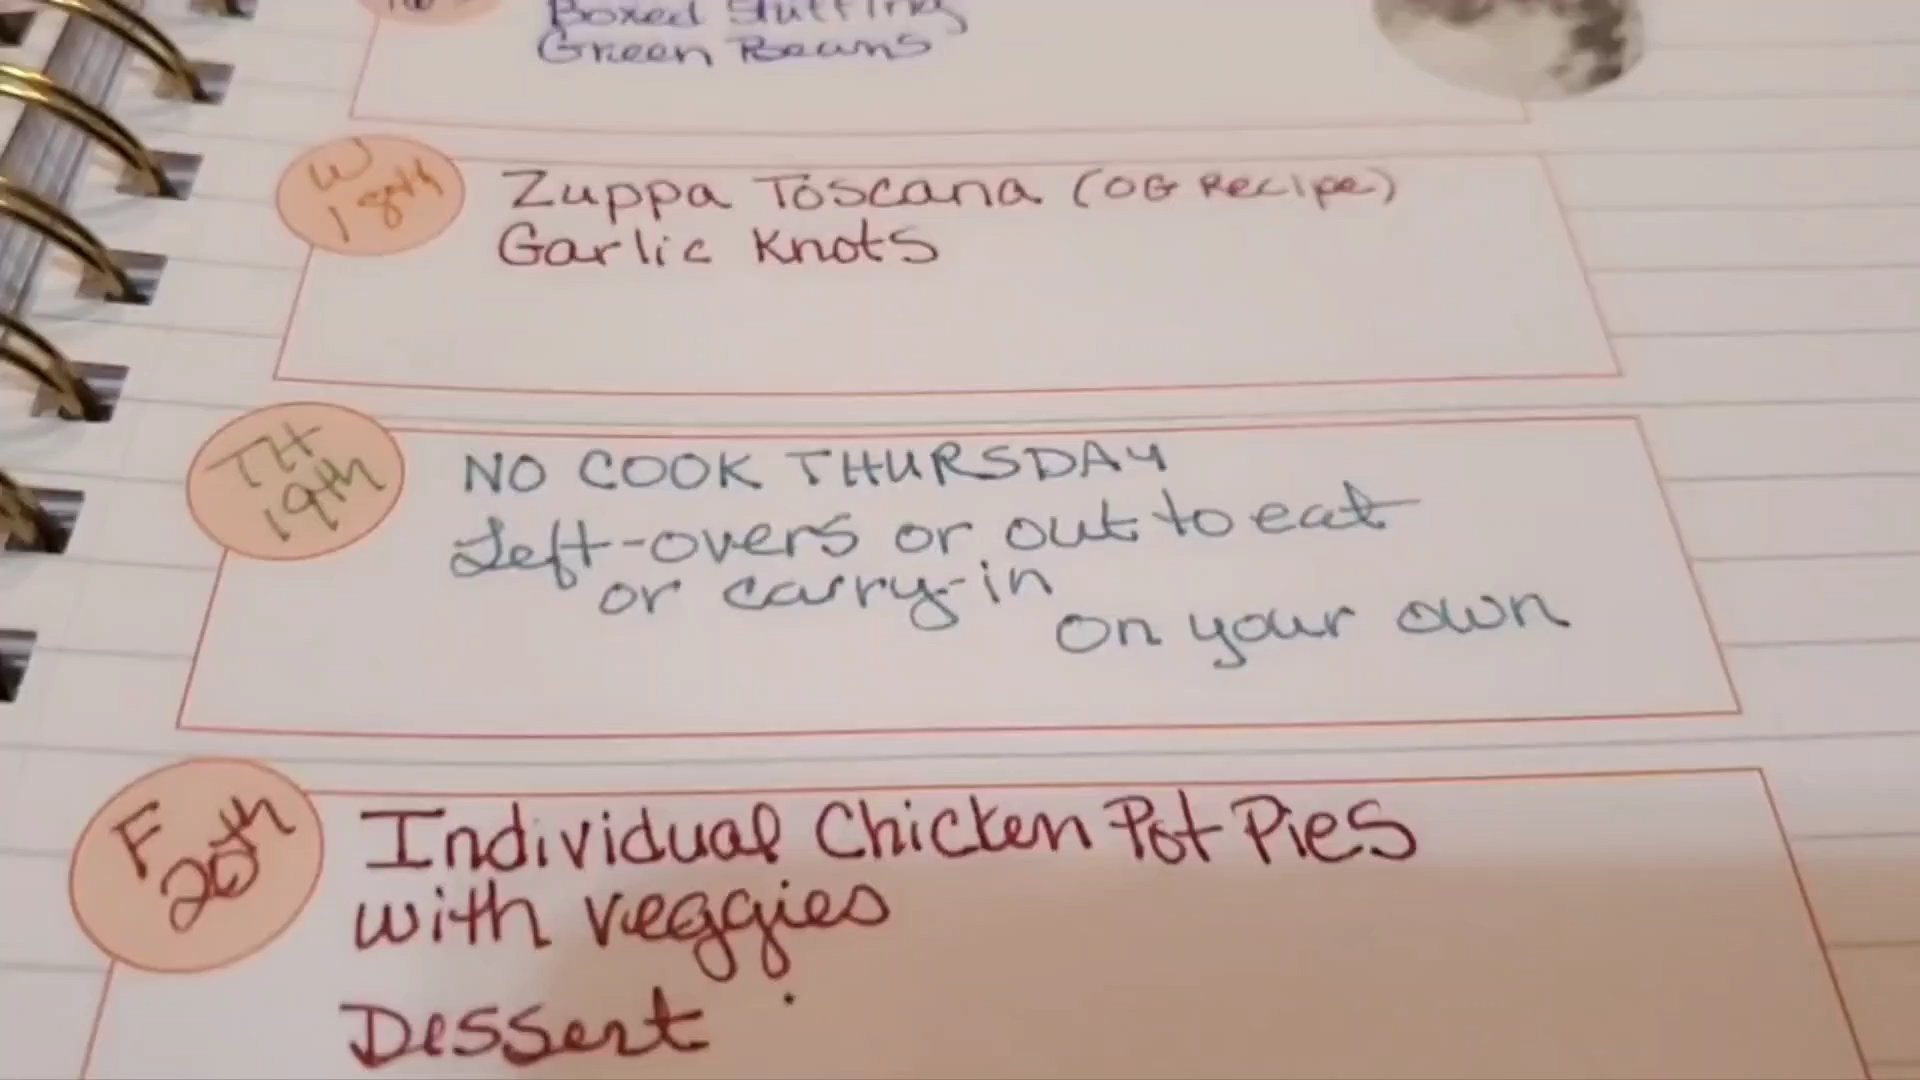 Boxed Stuffing
Green Beans
W
18th
Zuppa Toscana (OG Recipe)
Garlic Knots
TH
19th
NO COOK THURSDAY
Left-overs or out to eat
or carry-in
on your own
F
20th
Individual Chicken Pot Pies
with veggies
Dessert